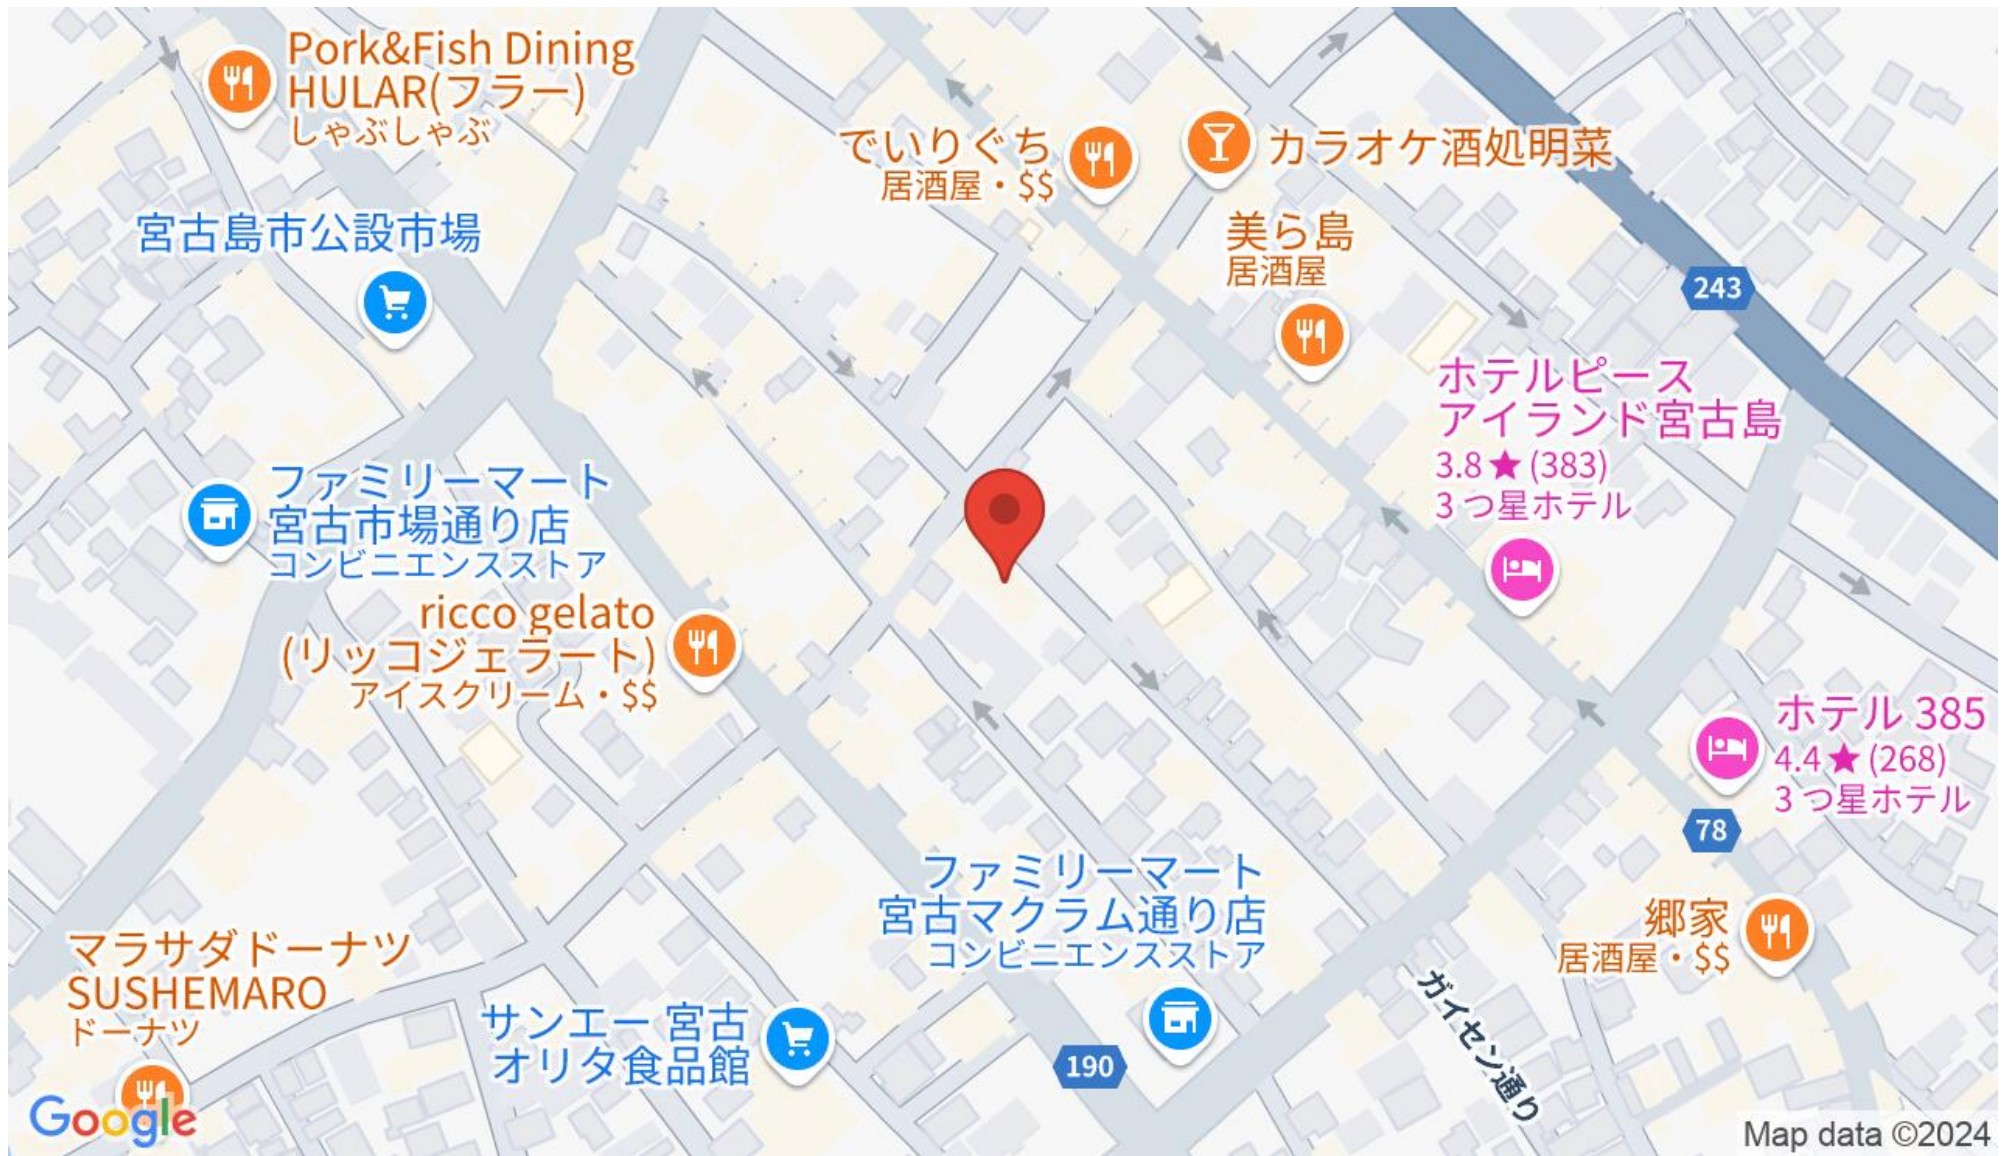 Pork&Fish Dining
HULAR(フラー)
しゃぶしゃぶ
でいりぐち
居酒屋・$$
カラオケ酒処明菜
宮古島市公設市場
美ら島
居酒屋
243
ホテルピース
アイランド宮古島
3.8★(383)
3 つ星ホテル
ファミリーマート
宮古市場通り店
コンビニエンスストア
ricco gelato
(リッコジェラート)
アイスクリーム・$$
ホテル 385
4.4★(268)
3 つ星ホテル
78
ファミリーマート
宮古マクラム通り店
コンビニエンスストア
郷家
居酒屋・$$
マラサダドーナツ
SUSHEMARO
ドーナツ
サンエー 宮古
オリタ食品館
190
ガイセン通り
Google
Map data ©2024